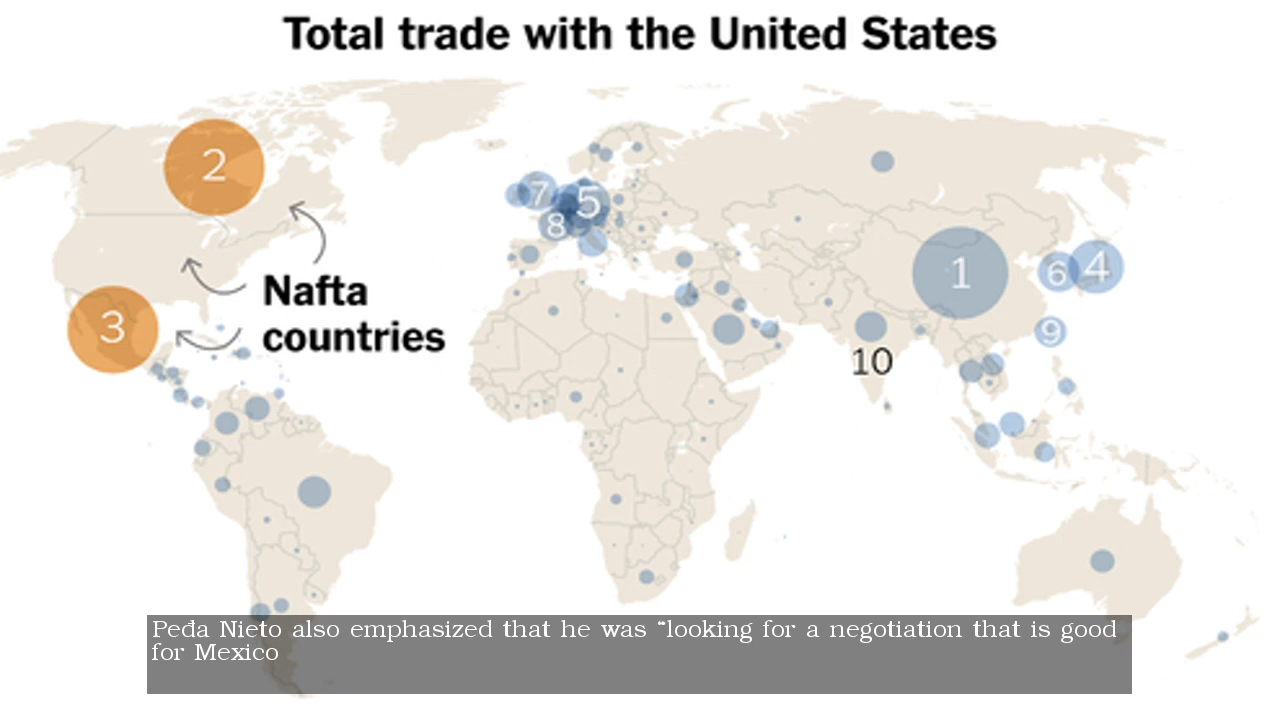 Total trade with the United States
2
7
5
8
1
6
4
Nafta
countries
3
9
10
Peđa Nieto also emphasized that he was “looking for a negotiation that is good
for Mexico